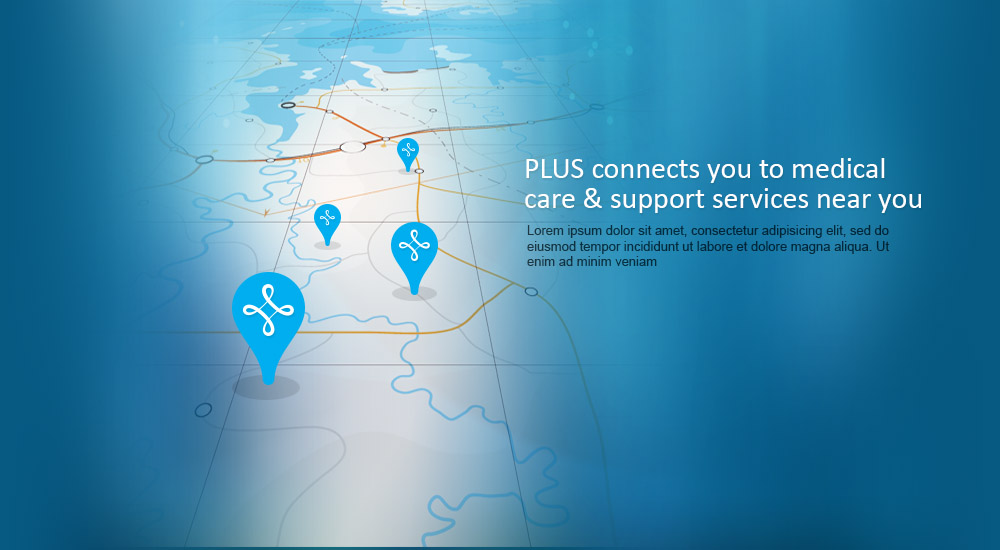 PLUS connects you to medical
care & support services near you
Lorem ipsum dolor sit amet, consectetur adipisicing elit, sed do
eiusmod tempor incididunt ut labore et dolore magna aliqua. Ut
enim ad minim veniam